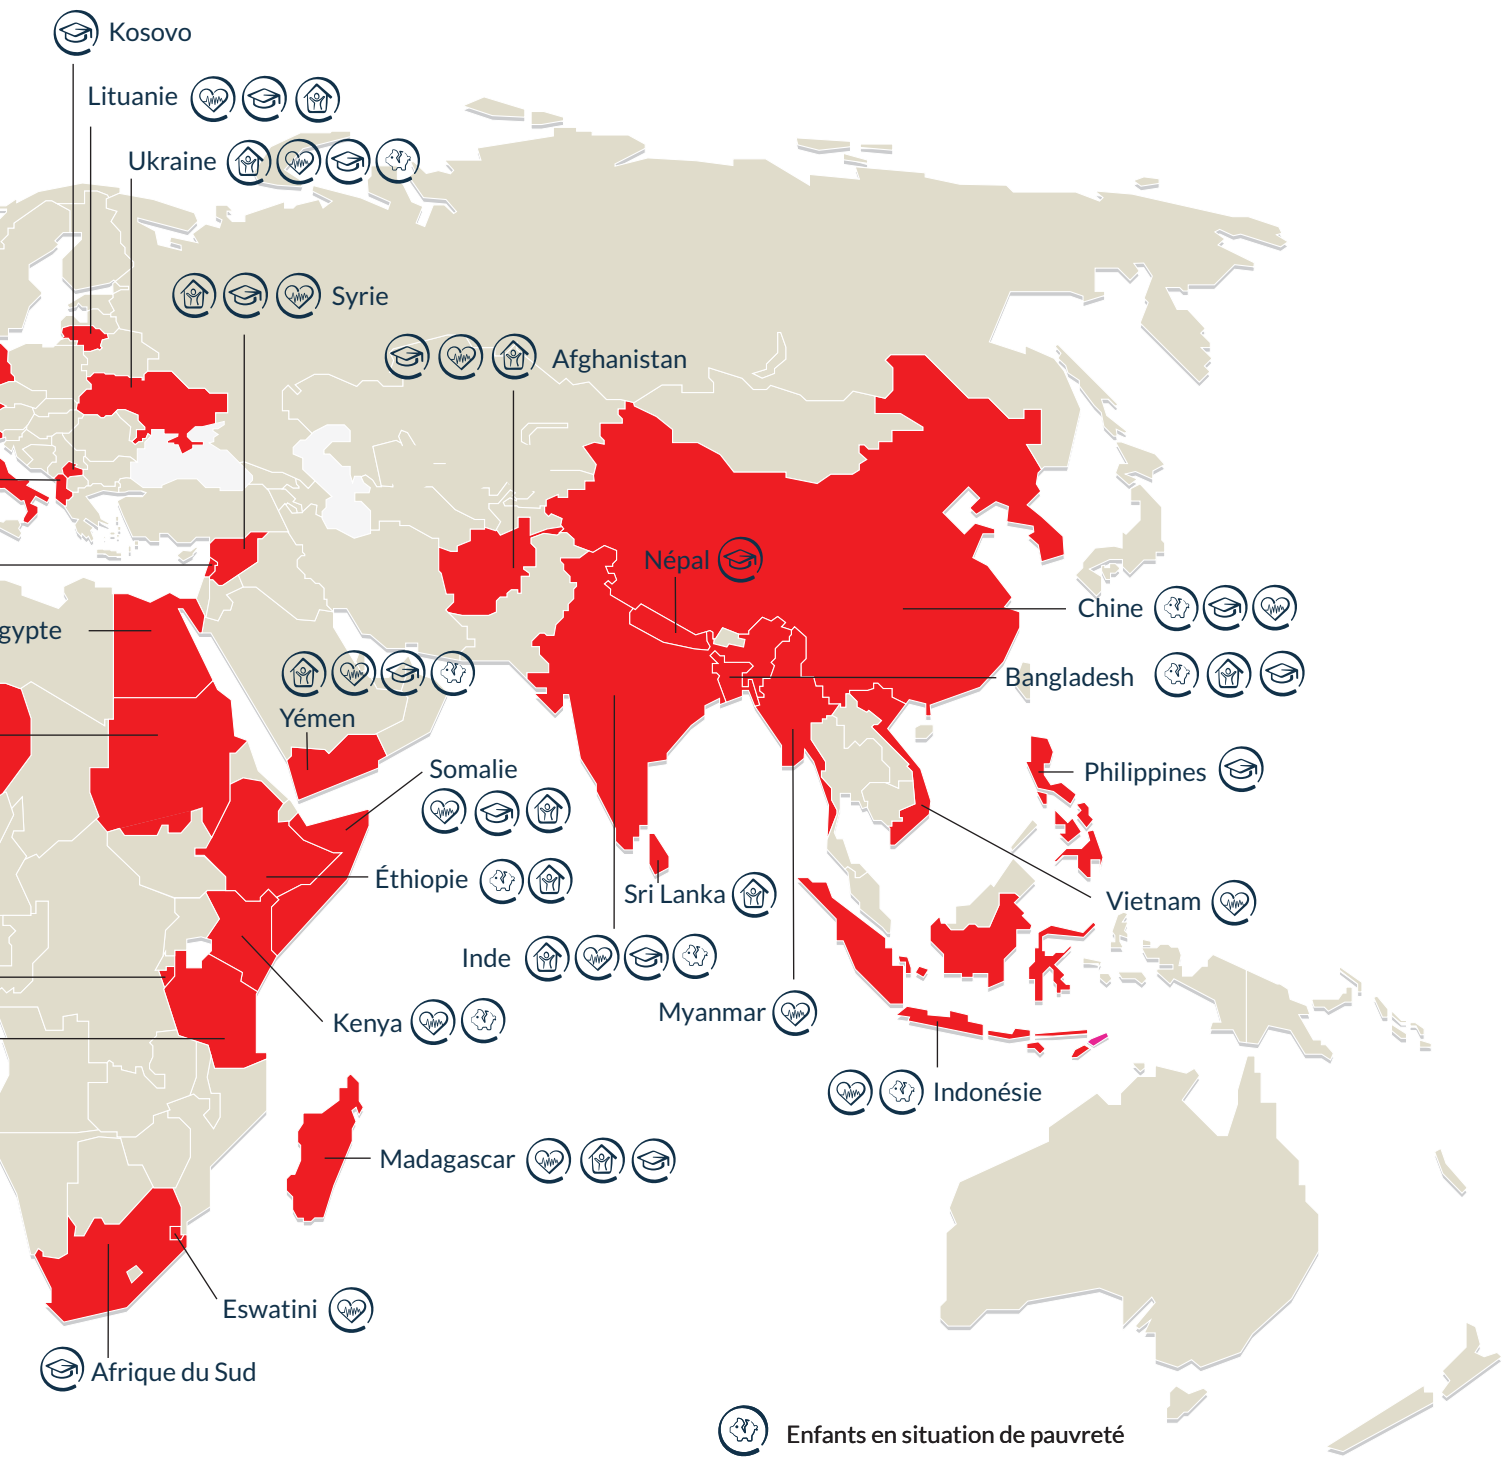 Kosovo
Lituanie
Ukraine
Syrie
Afghanistan
Népal
Chine
gypte
Bangladesh
Yémen
Somalie
Philippines
Éthiopie
Sri Lanka
Vietnam
Inde
Myanmar
Kenya
Indonésie
Madagascar
Eswatini
Afrique du Sud
Enfants en situation de pauvreté